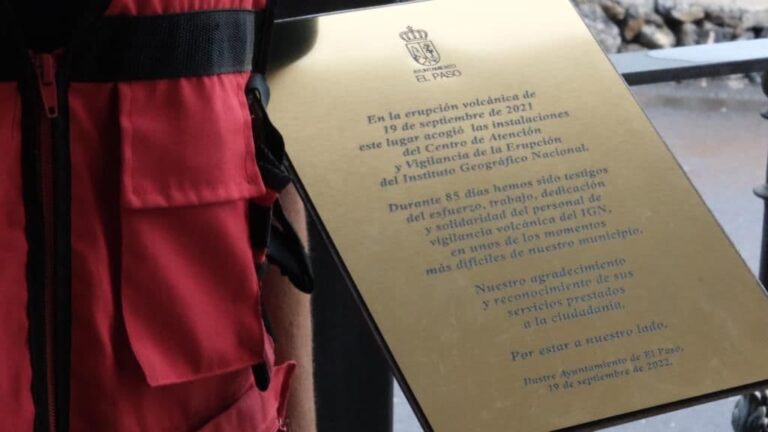 AYUNTAMIENTO
EL PASO
En la erupción volcánica de
19 de septiembre de 2021
este lugar acogió las instalaciones
del Centro de Atención
y Vigilancia de la Erupción
del Instituto Geográfico Nacional.
Durante 85 días hemos sido testigos
del esfuerzo, trabajo, dedicación
y solidaridad del personal de
vigilancia volcánica del IGN,
en unos de los momentos
más difíciles de nuestro municipio.
Nuestro agradecimiento
y reconocimiento de sus
servicios prestados
a la ciudadanía.
Por estar a nuestro lado.
Ilustre Ayuntamiento de El Paso.
19 de septiembre de 2022.